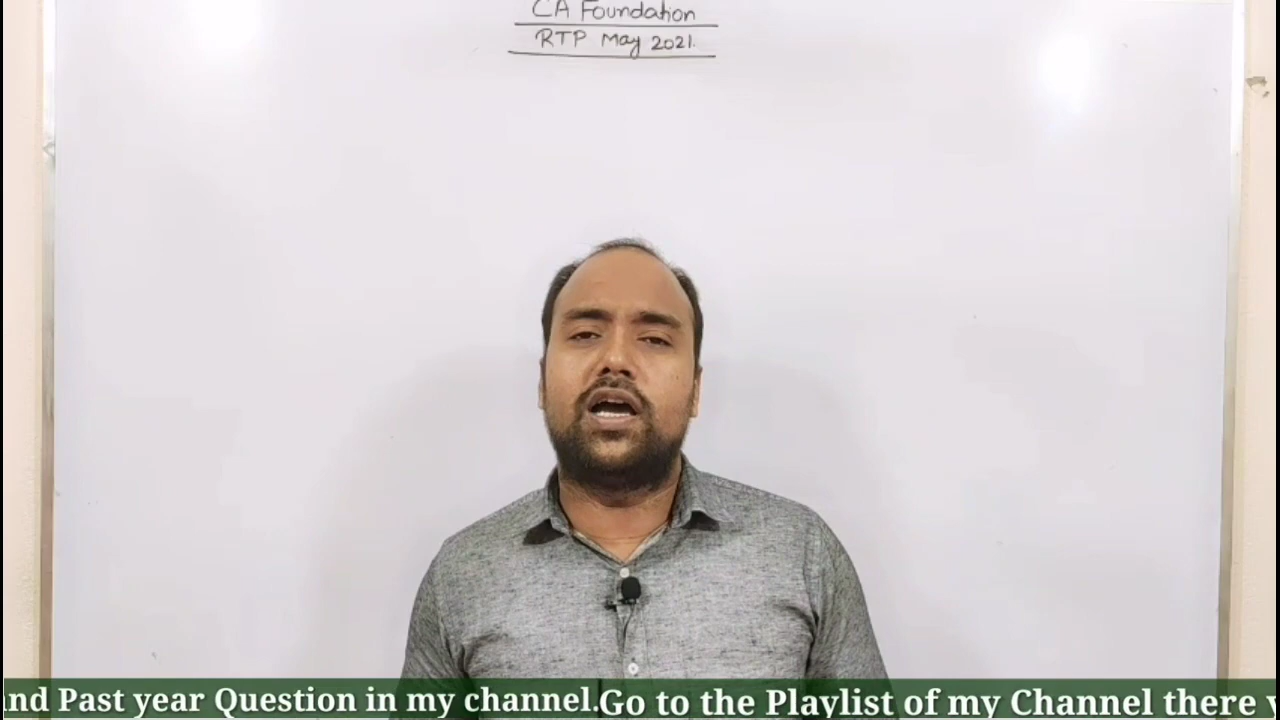 CA Foundation
RTP May 2021.
and Past year Question in my channel.Go to the Playlist of my Channel there